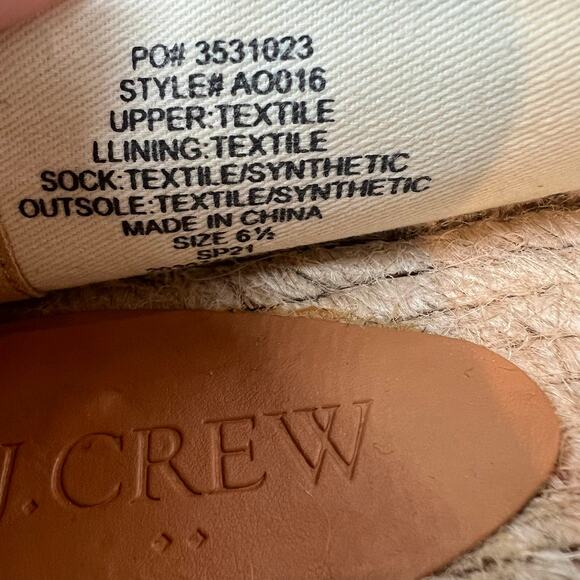 PO# 3531023
STYLE# AO016
UPPER:TEXTILE
LLINING:TEXTILE
SOCK:TEXTILE/SYNTHETIC
OUTSOLE:TEXTILE/SYNTHETIC
MADE IN CHINA
SIZE 6½
SP21
J.CREW